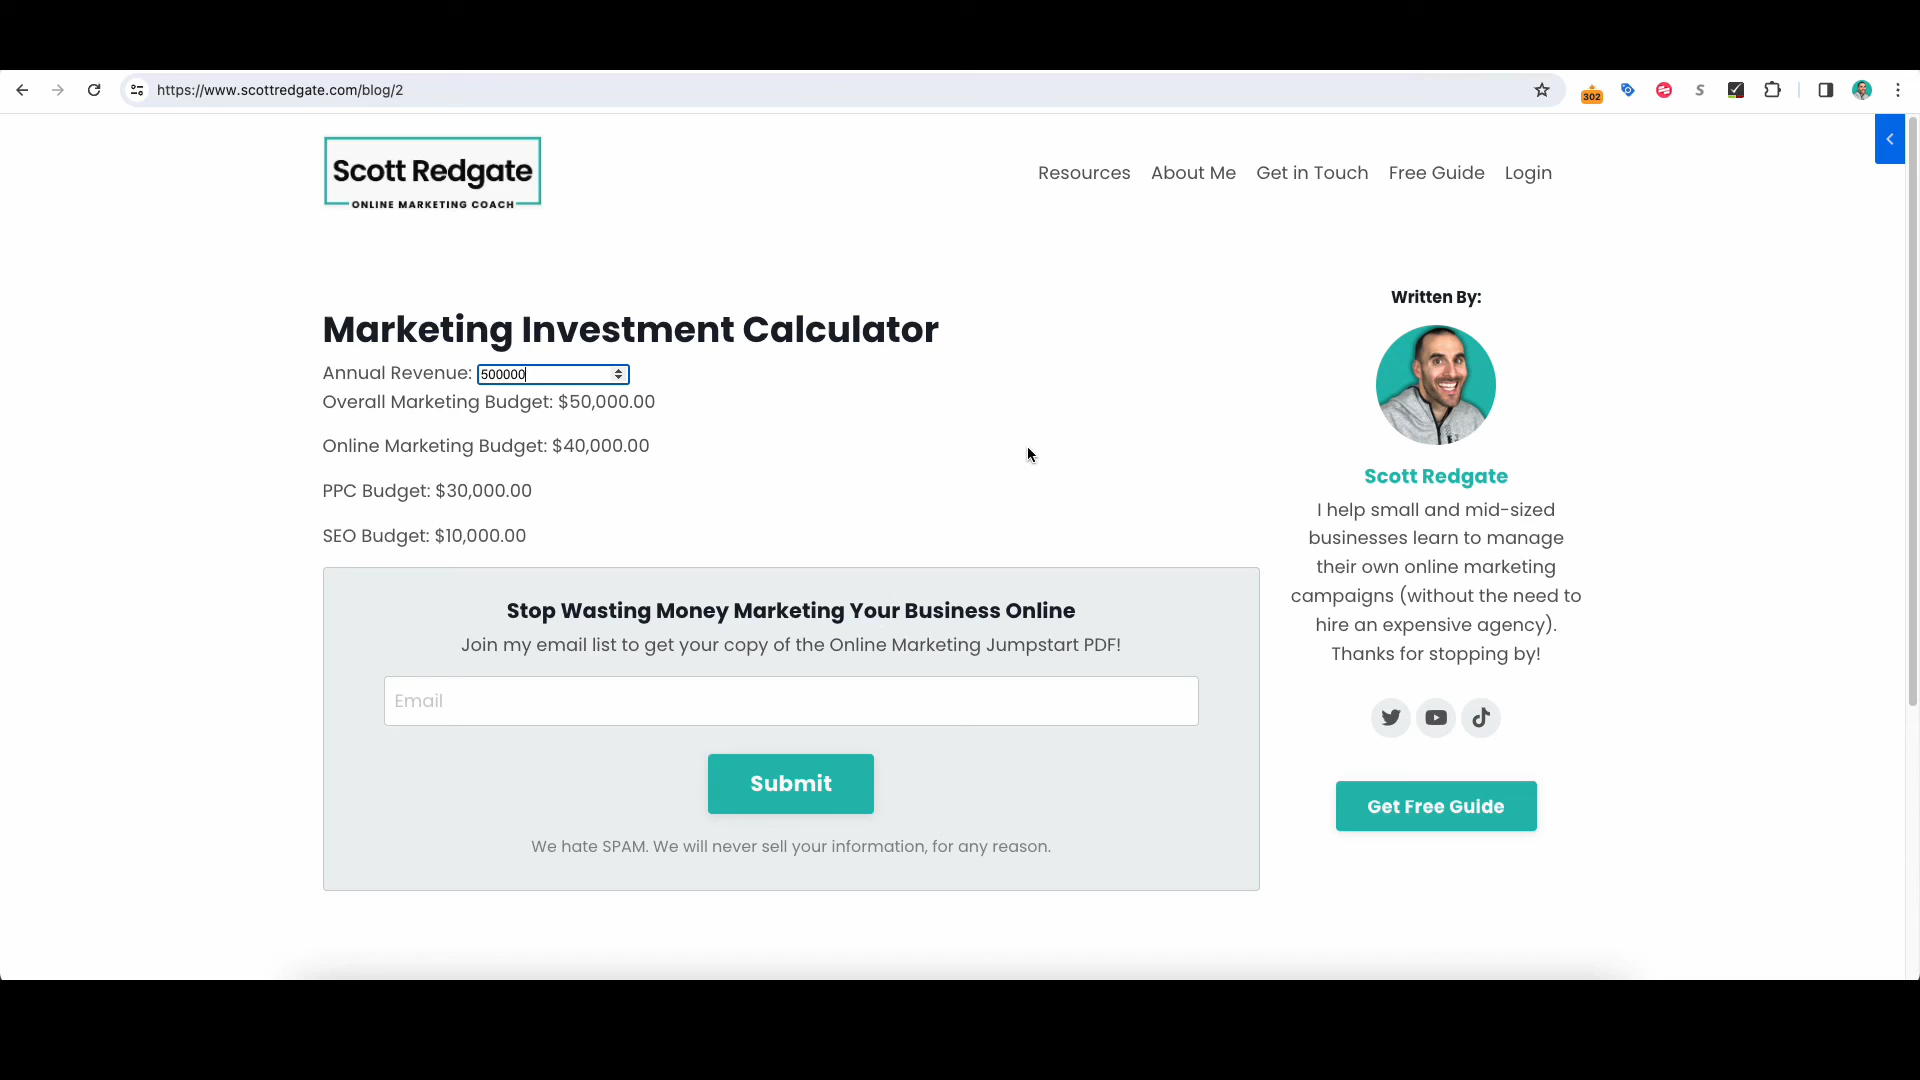 https://www.scottredgate.com/blog/2
302
S
Scott Redgate
ONLINE MARKETING COACH
Resources About Me Get in Touch Free Guide Login
Marketing Investment Calculator
Annual Revenue: 500000
Overall Marketing Budget: $50,000.00
Online Marketing Budget: $40,000.00
PPC Budget: $30,000.00
SEO Budget: $10,000.00
Stop Wasting Money Marketing Your Business Online
Join my email list to get your copy of the Online Marketing Jumpstart PDF!
Email
Submit
We hate SPAM. We will never sell your information, for any reason.
Written By:
Scott Redgate
I help small and mid-sized
businesses learn to manage
their own online marketing
campaigns (without the need to
hire an expensive agency).
Thanks for stopping by!
Get Free Guide